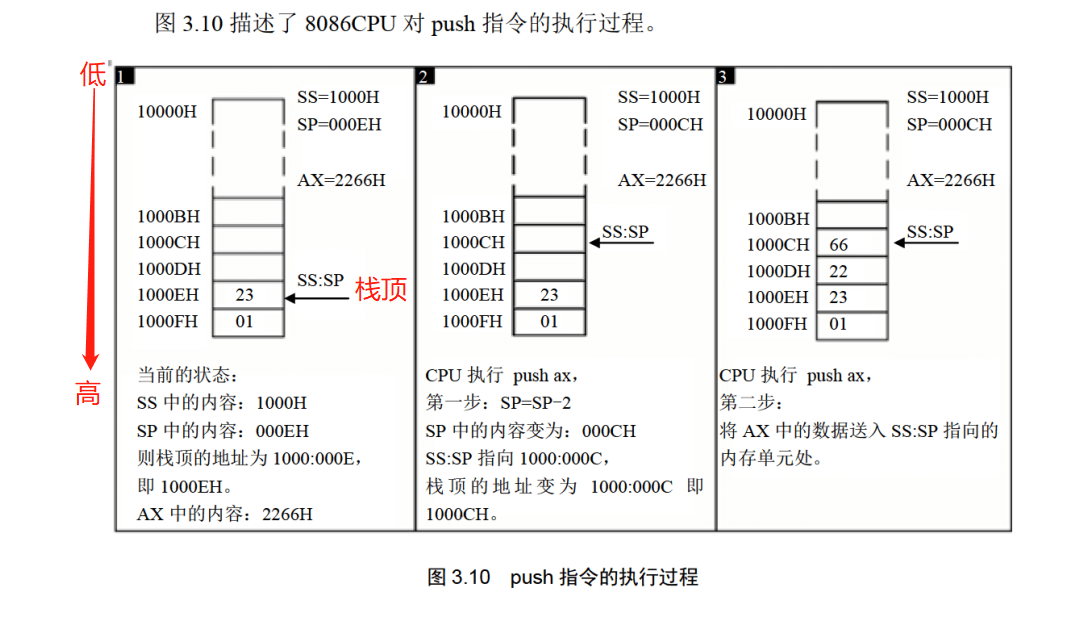 图 3.10 描述了 8086CPU 对 push 指令的执行过程。
低
高
1
10000H
SS=1000H
SP=000EH
AX=2266H
1000BH
1000CH
1000DH
SS:SP
栈顶
1000EH 23
1000FH 01
当前的状态：
SS 中的内容：1000H
SP 中的内容：000EH
则栈顶的地址为 1000:000E，
即 1000EH。
AX 中的内容：2266H
2
10000H
SS=1000H
SP=000CH
AX=2266H
1000BH
SS:SP
1000CH
1000DH
1000EH 23
1000FH 01
CPU 执行 push ax，
第一步：SP=SP-2
SP 中的内容变为：000CH
SS:SP 指向 1000:000C，
栈顶的地址变为 1000:000C 即
1000CH。
3
10000H
SS=1000H
SP=000CH
AX=2266H
1000BH
SS:SP
1000CH 66
1000DH 22
1000EH 23
1000FH 01
CPU 执行 push ax，
第二步：
将 AX 中的数据送入 SS:SP 指向的
内存单元处。
图 3.10 push 指令的执行过程